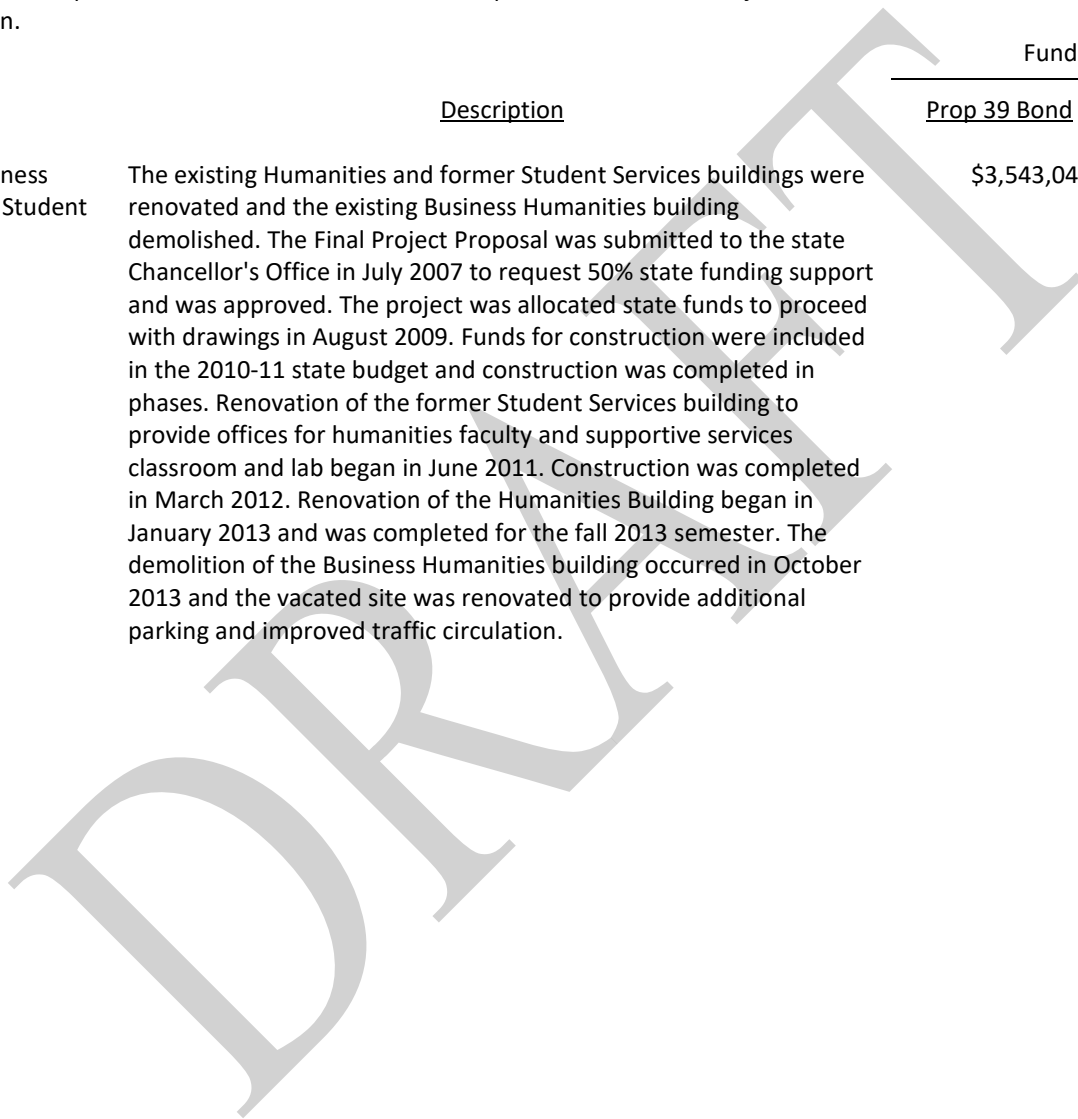 n.
Fund
Description Prop 39 Bond
ness The existing Humanities and former Student Services buildings were $3,543,04
Student renovated and the existing Business Humanities building
demolished. The Final Project Proposal was submitted to the state
Chancellor's Office in July 2007 to request 50% state funding support
and was approved. The project was allocated state funds to proceed
with drawings in August 2009. Funds for construction were included
in the 2010-11 state budget and construction was completed in
phases. Renovation of the former Student Services building to
provide offices for humanities faculty and supportive services
classroom and lab began in June 2011. Construction was completed
in March 2012. Renovation of the Humanities Building began in
January 2013 and was completed for the fall 2013 semester. The
demolition of the Business Humanities building occurred in October
2013 and the vacated site was renovated to provide additional
parking and improved traffic circulation.
DRAFT